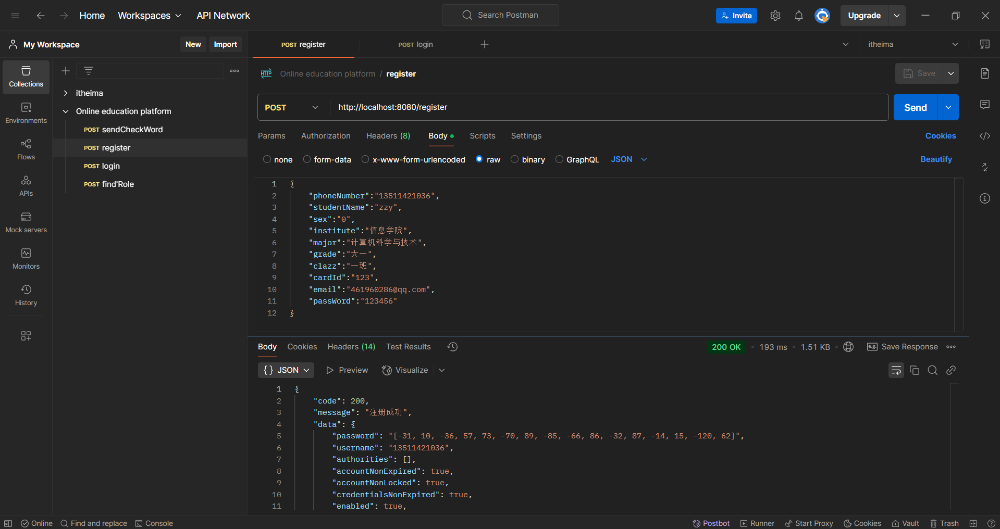 Home Workspaces API Network Search Postman Invite Upgrade
My Workspace New Import POST register POST login itheima
Collections
Environments
Flows
APIs
Mock servers
Monitors
History
itheima
Online education platform
POST sendCheckWord
POST register
POST login
POST find'Role
HTTP Online education platform / register Save
POST http://localhost:8080/register Send
Params Authorization Headers (8) Body Scripts Settings Cookies
none form-data x-www-form-urlencoded raw binary GraphQL JSON Beautify
1 {
2 "phoneNumber":"13511421036",
3 "studentName":"zzy",
4 "sex":"0",
5 "institute":"信息学院",
6 "major":"计算机科学与技术",
7 "grade":"大一",
8 "clazz":"一班",
9 "cardId":"123",
10 "email":"461960286@qq.com",
11 "passWord":"123456"
12 }
Body Cookies Headers (14) Test Results 200 OK 193 ms 1.51 KB e.g. Save Response
{} JSON Preview Visualize
1 {
2 "code": 200,
3 "message": "注册成功",
4 "data": {
5 "password": "[-31, 10, -36, 57, 73, -70, 89, -85, -66, 86, -32, 87, -14, 15, -120, 62]",
6 "username": "13511421036",
7 "authorities": [],
8 "accountNonExpired": true,
9 "accountNonLocked": true,
10 "credentialsNonExpired": true,
11 "enabled": true,
Online Find and replace Console Postbot Runner Start Proxy Cookies Vault Trash